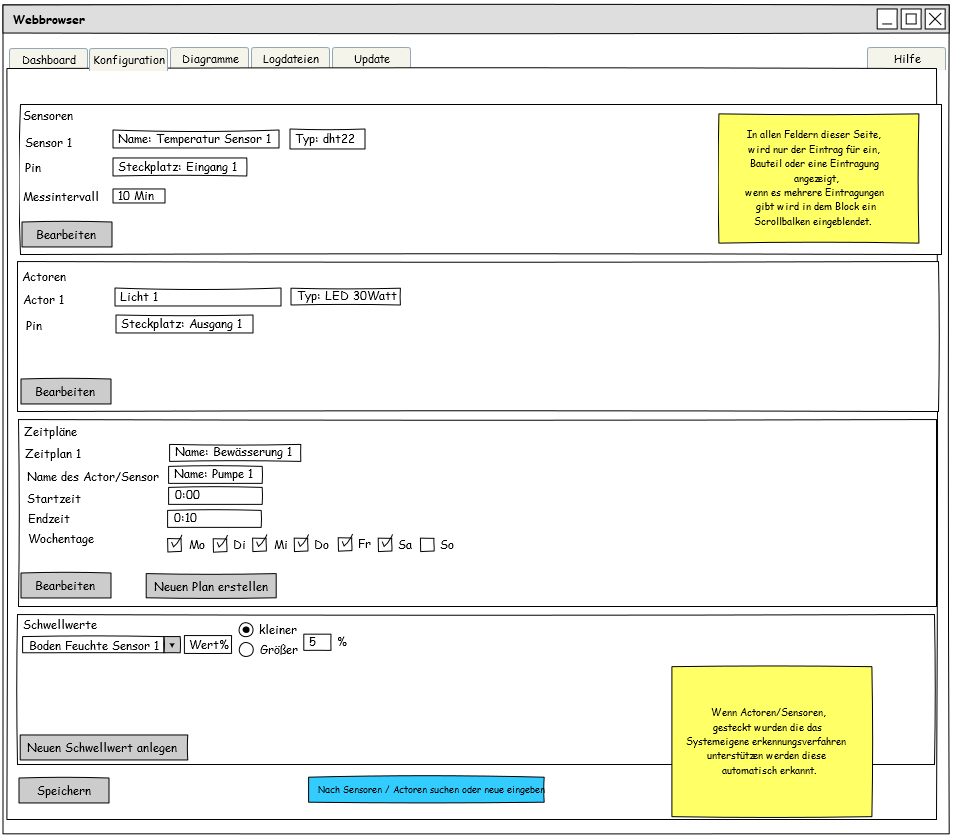 Webbrowser
Dashboard Konfiguration Diagramme Logdateien Update Hilfe
Sensoren
Sensor 1 Name: Temperatur Sensor 1 Typ: dht22
Pin Steckplatz: Eingang 1
Messintervall 10 Min
Bearbeiten
In allen Feldern dieser Seite,
wird nur der Eintrag für ein,
Bauteil oder eine Eintragung
angezeigt,
wenn es mehrere Eintragungen
gibt wird in dem Block ein
Scrollbalken eingeblendet.
Actoren
Actor 1 Licht 1 Typ: LED 30Watt
Pin Steckplatz: Ausgang 1
Bearbeiten
Zeitpläne
Zeitplan 1 Name: Bewässerung 1
Name des Actor/Sensor Name: Pumpe 1
Startzeit 0:00
Endzeit 0:10
Wochentage Mo Di Mi Do Fr Sa So
Bearbeiten Neuen Plan erstellen
Schwellwerte
Boden Feuchte Sensor 1 Wert% kleiner 5 %
Größer
Neuen Schwellwert anlegen
Wenn Actoren/Sensoren,
gesteckt wurden die das
Systemeigene erkennungsverfahren
unterstützen werden diese
automatisch erkannt.
Speichern Nach Sensoren / Actoren suchen oder neue eingeben